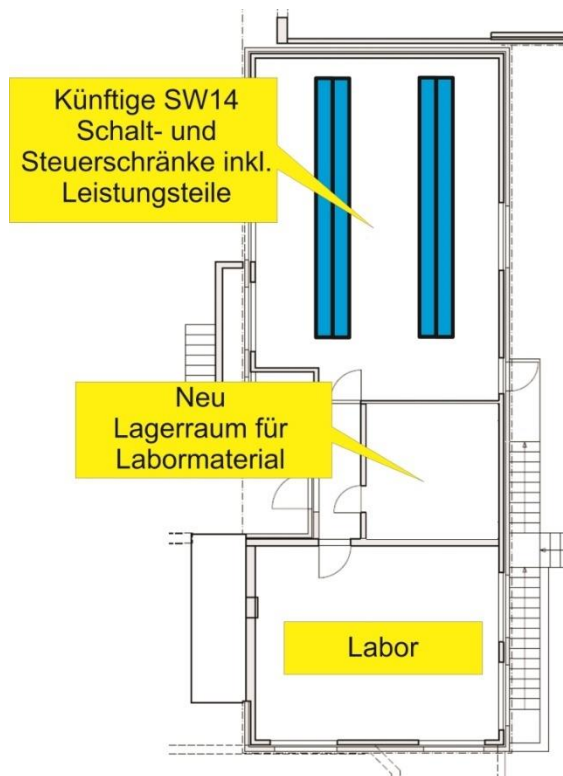 Künftige SW14
Schalt- und
Steuerschränke inkl.
Leistungsteile
Neu
Lagerraum für
Labormaterial
Labor